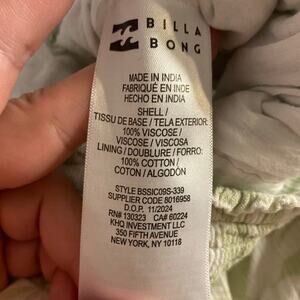 BILLA
BONG
MADE IN INDIA
FABRIQUÉ EN INDE
HECHO EN INDIA
SHELL /
TISSU DE BASE / TELA EXTERIOR:
100% VISCOSE /
VISCOSE / VISCOSA
LINING / DOUBLURE / FORRO:
100% COTTON /
COTON / ALGODÓN
STYLE BSSIC09S-339
SUPPLIER CODE 8016958
D.O.P. 11/2024
RN# 130323 CA# 60224
KHQ INVESTMENT LLC
350 FIFTH AVENUE
NEW YORK, NY 10118